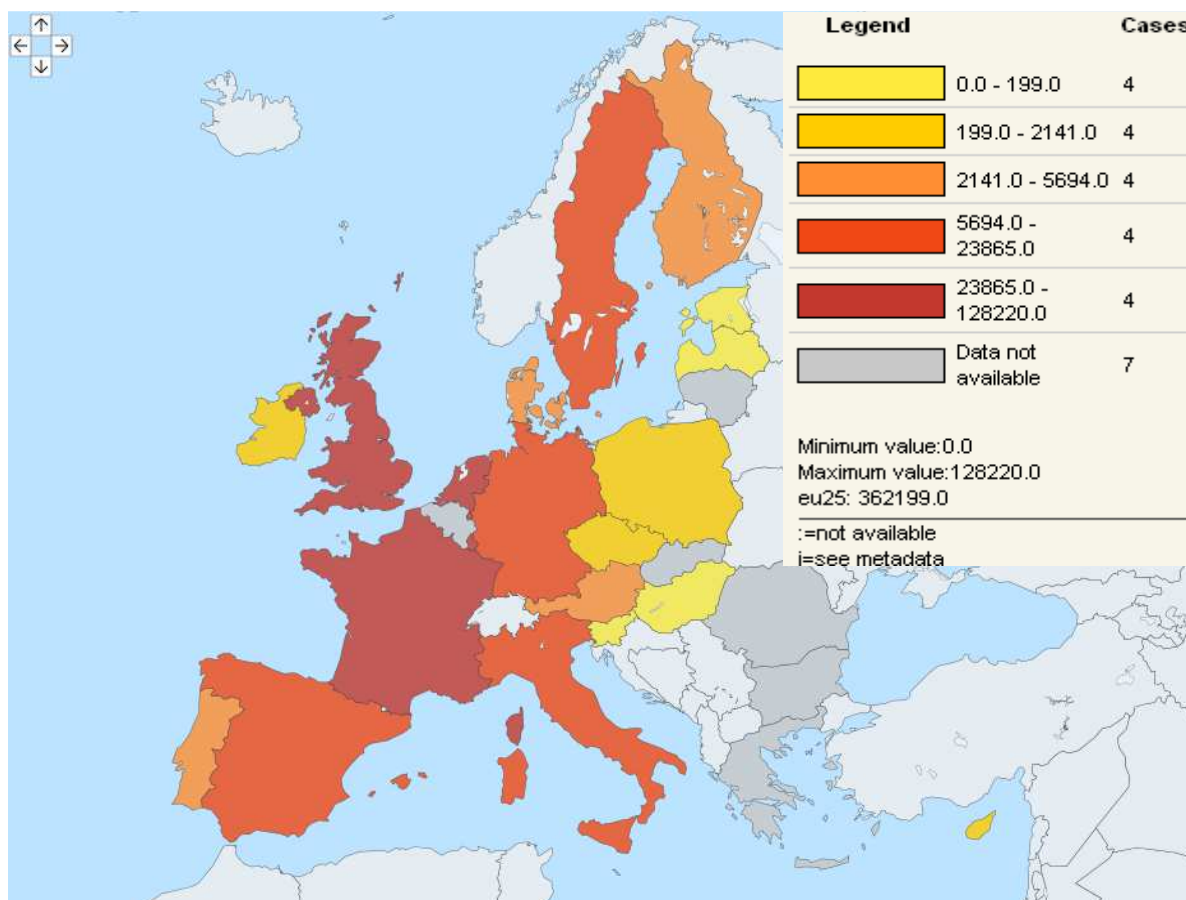 Legend Cases
0.0 - 199.0 4
199.0 - 2141.0 4
2141.0 - 5694.0 4
5694.0 -
23865.0 4
23865.0 -
128220.0 4
Data not
available 7
Minimum value:0.0
Maximum value:128220.0
eu25: 362199.0
:=not available
i=see metadata